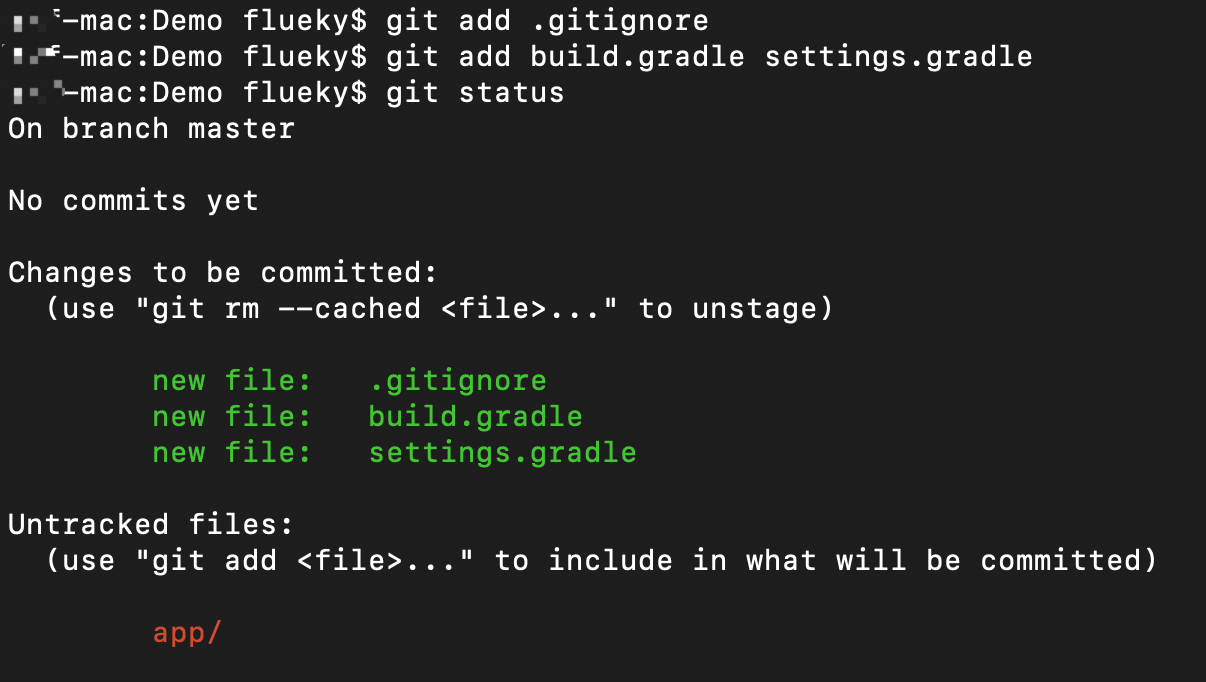 -mac:Demo flueky$ git add .gitignore
-mac:Demo flueky$ git add build.gradle settings.gradle
-mac:Demo flueky$ git status
On branch master
No commits yet
Changes to be committed:
(use "git rm --cached <file>..." to unstage)
new file: .gitignore
new file: build.gradle
new file: settings.gradle
Untracked files:
(use "git add <file>..." to include in what will be committed)
app/